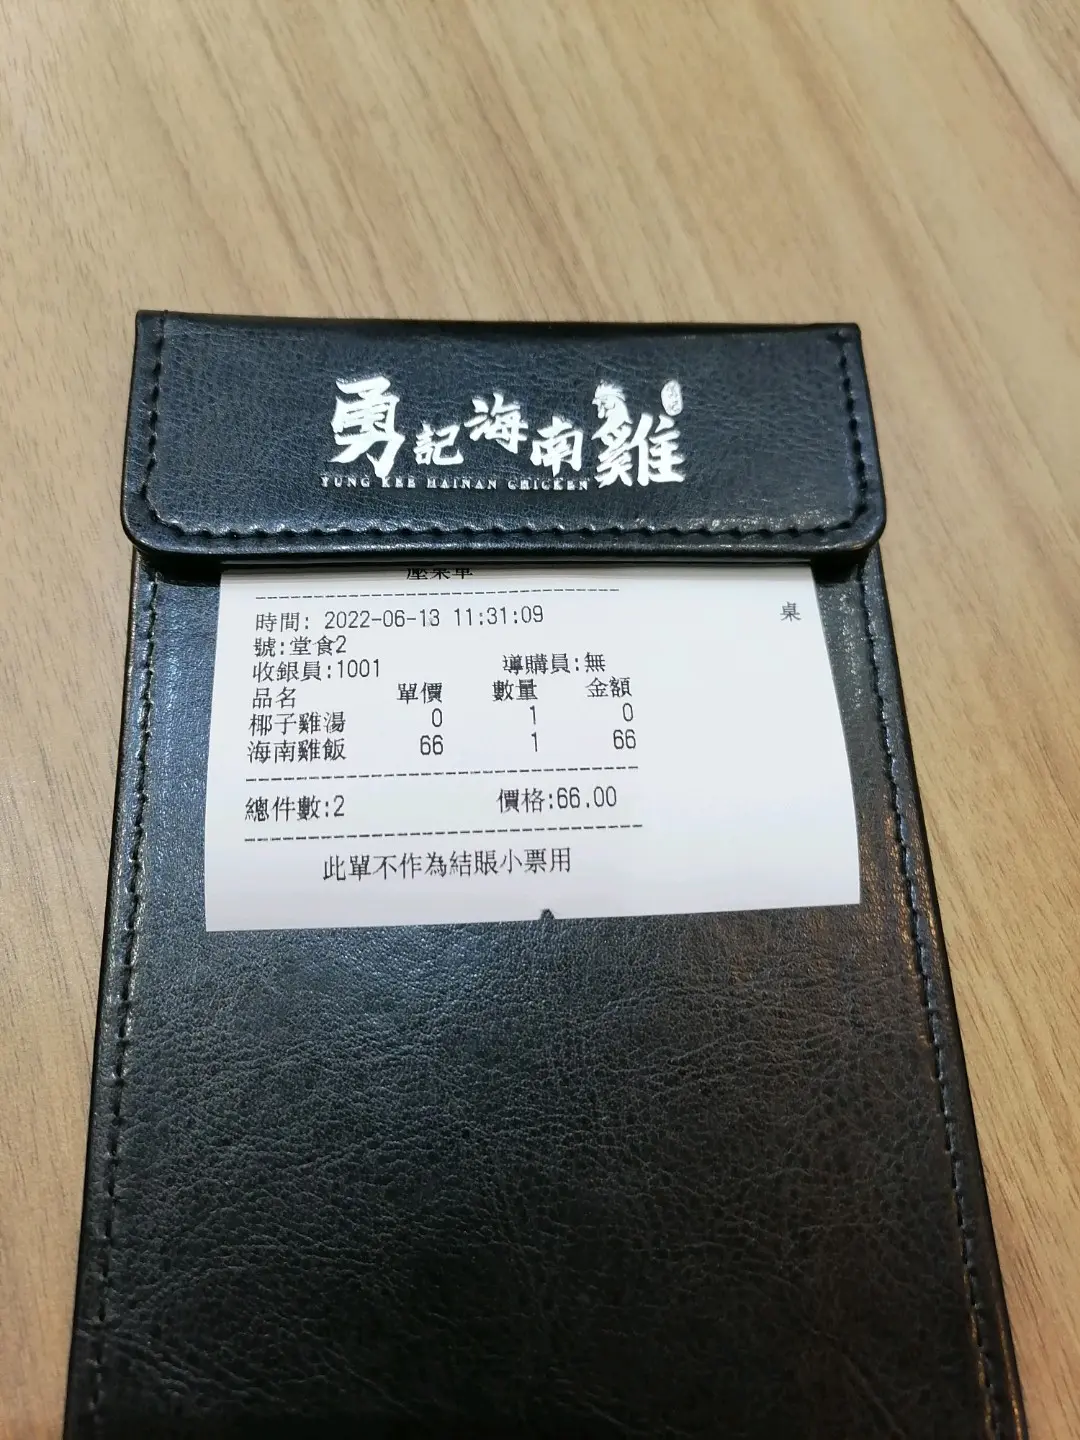 勇記海南雞
YUNG KEE HAINAN CHICKEN
時間: 2022-06-13 11:31:09 桌
號:堂食2
收銀員:1001 導購員:無
品名 單價 數量 金額
椰子雞湯 0 1 0
海南雞飯 66 1 66
總件數:2 價格:66.00
此單不作為結賬小票用